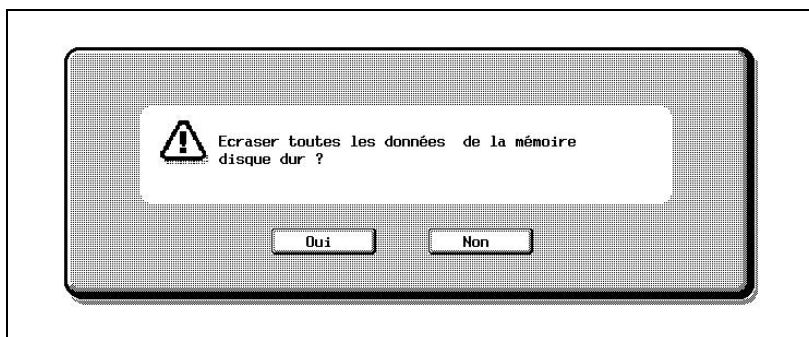 Ecraser toutes les données  de la mémoire
disque dur ?
Oui Non